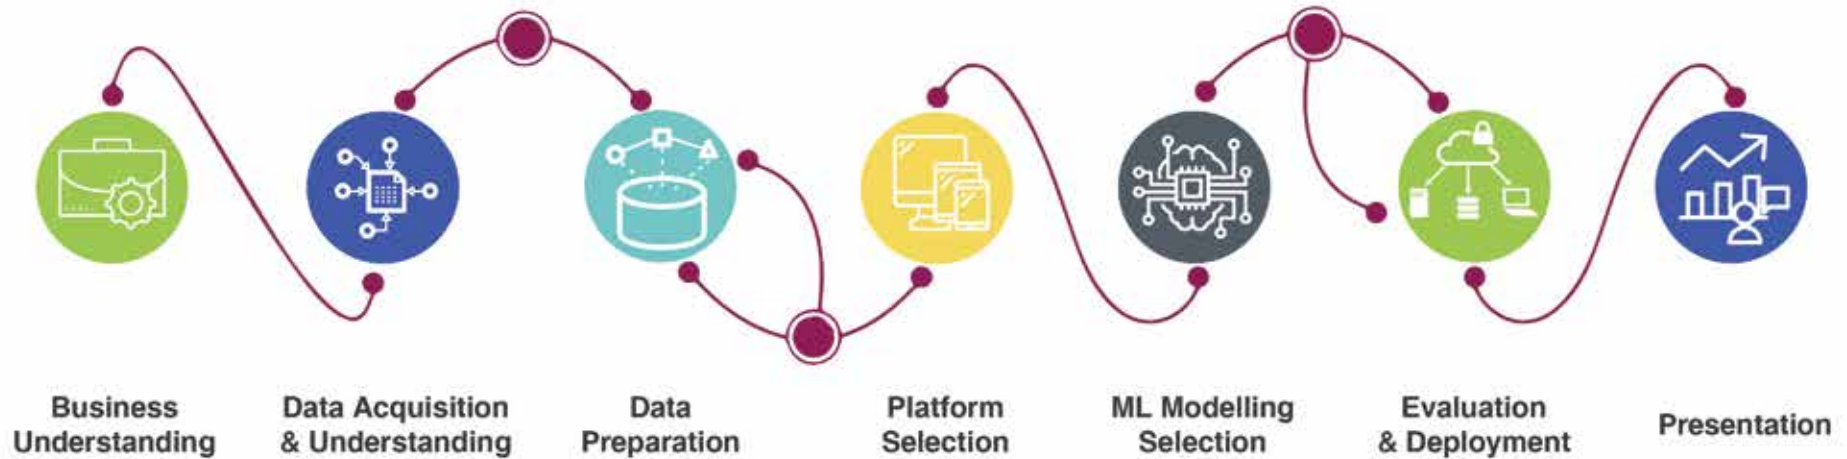 Business
Understanding
Data Acquisition
& Understanding
Data
Preparation
Platform
Selection
ML Modelling
Selection
Evaluation
& Deployment
Presentation